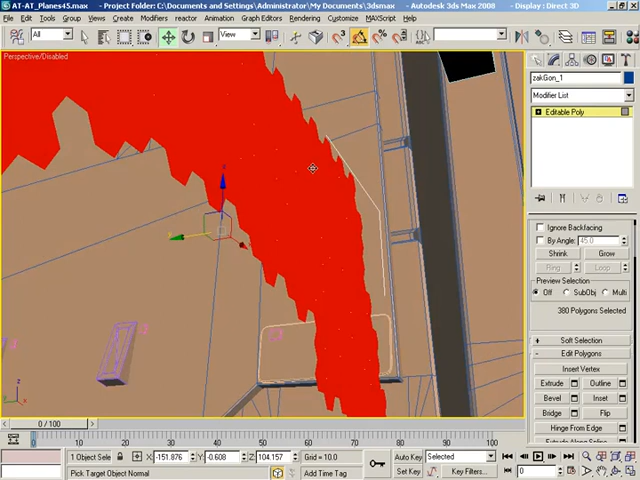 AT-AT_Planes45.max - Project Folder: C:\Documents and Settings\Administrator\My Documents\3dsmax - Autodesk 3ds Max 2008 - Display : Direct 3D
File Edit Tools Group Views Create Modifiers reactor Animation Graph Editors Rendering Customize MAXScript Help
All View
Perspective/Disabled
zakGon_1
Modifier List
Editable Poly
Ignore Backfacing
By Angle: 45.0
Shrink Grow
Ring Loop
Preview Selection
Off SubObj Multi
380 Polygons Selected
Soft Selection
Edit Polygons
Insert Vertex
Extrude Outline
Bevel Inset
Bridge Flip
Hinge From Edge
Extrude Along Spline
0 / 100
0 10 20 30 40 50 60 70 80 90 100
1 Object Sele X: -151.876 Y: -0.608 Z: 104.157 Grid = 10.0 Auto Key Selected
Pick Target Object Normal Add Time Tag Set Key Key Filters... 0